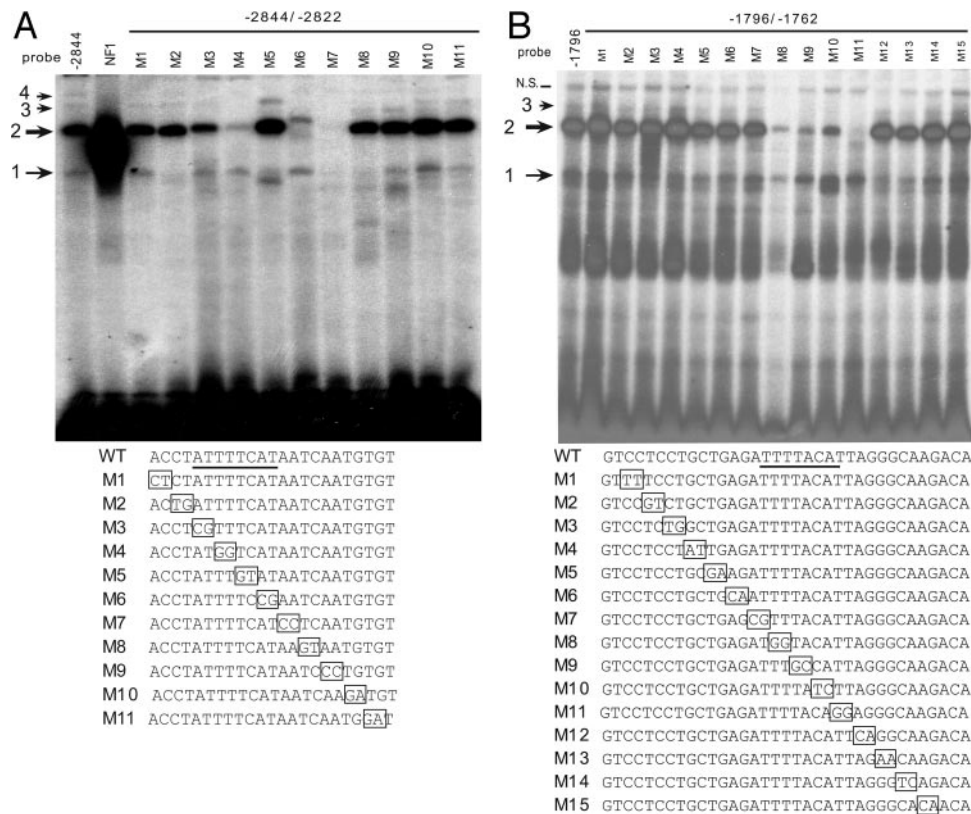 A
-2844/-2822
probe -2844 NF1 M1 M2 M3 M4 M5 M6 M7 M8 M9 M10 M11
4
3
2
1
WT ACCTATTTTCATAATCAATGTGT
M1 CTCTATTTTCATAATCAATGTGT
M2 ACTGATTTTCATAATCAATGTGT
M3 ACCTCGTTTCATAATCAATGTGT
M4 ACCTATGGTCATAATCAATGTGT
M5 ACCTATTTGTATAATCAATGTGT
M6 ACCTATTTTCCGAATCAATGTGT
M7 ACCTATTTTCATCCTCAATGTGT
M8 ACCTATTTTCATAAGTAATGTGT
M9 ACCTATTTTCATAATCCCTGTGT
M10 ACCTATTTTCATAATCAAGATGT
M11 ACCTATTTTCATAATCAATGGAT
B
-1796/-1762
probe -1796 M1 M2 M3 M4 M5 M6 M7 M8 M9 M10 M11 M12 M13 M14 M15
N.S.
3
2
1
WT GTCCTCCTGCTGAGATTTTACATTAGGGCAAGACA
M1 GTTTTCCTGCTGAGATTTTACATTAGGGCAAGACA
M2 GTCCGTCTGCTGAGATTTTACATTAGGGCAAGACA
M3 GTCCTCTGGCTGAGATTTTACATTAGGGCAAGACA
M4 GTCCTCCTATTGAGATTTTACATTAGGGCAAGACA
M5 GTCCTCCTGCGAAGATTTTACATTAGGGCAAGACA
M6 GTCCTCCTGCTGCAATTTTACATTAGGGCAAGACA
M7 GTCCTCCTGCTGAGCGTTTACATTAGGGCAAGACA
M8 GTCCTCCTGCTGAGATGGTACATTAGGGCAAGACA
M9 GTCCTCCTGCTGAGATTTGCCATTAGGGCAAGACA
M10 GTCCTCCTGCTGAGATTTTATCTTAGGGCAAGACA
M11 GTCCTCCTGCTGAGATTTTACAGGAGGGCAAGACA
M12 GTCCTCCTGCTGAGATTTTACATTCAGGCAAGACA
M13 GTCCTCCTGCTGAGATTTTACATTAGAACAAGACA
M14 GTCCTCCTGCTGAGATTTTACATTAGGGTCAGACA
M15 GTCCTCCTGCTGAGATTTTACATTAGGGCACAACA